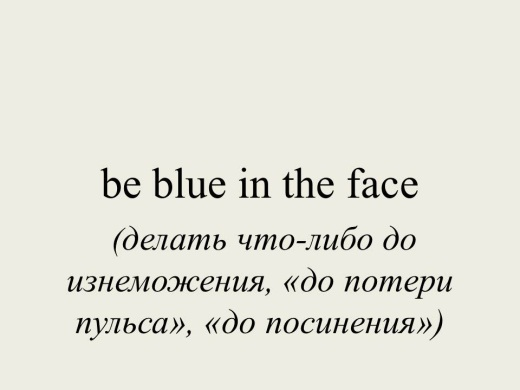 be blue in the face
(делать что-либо до
изнеможения, «до потери
пульса», «до посинения»)